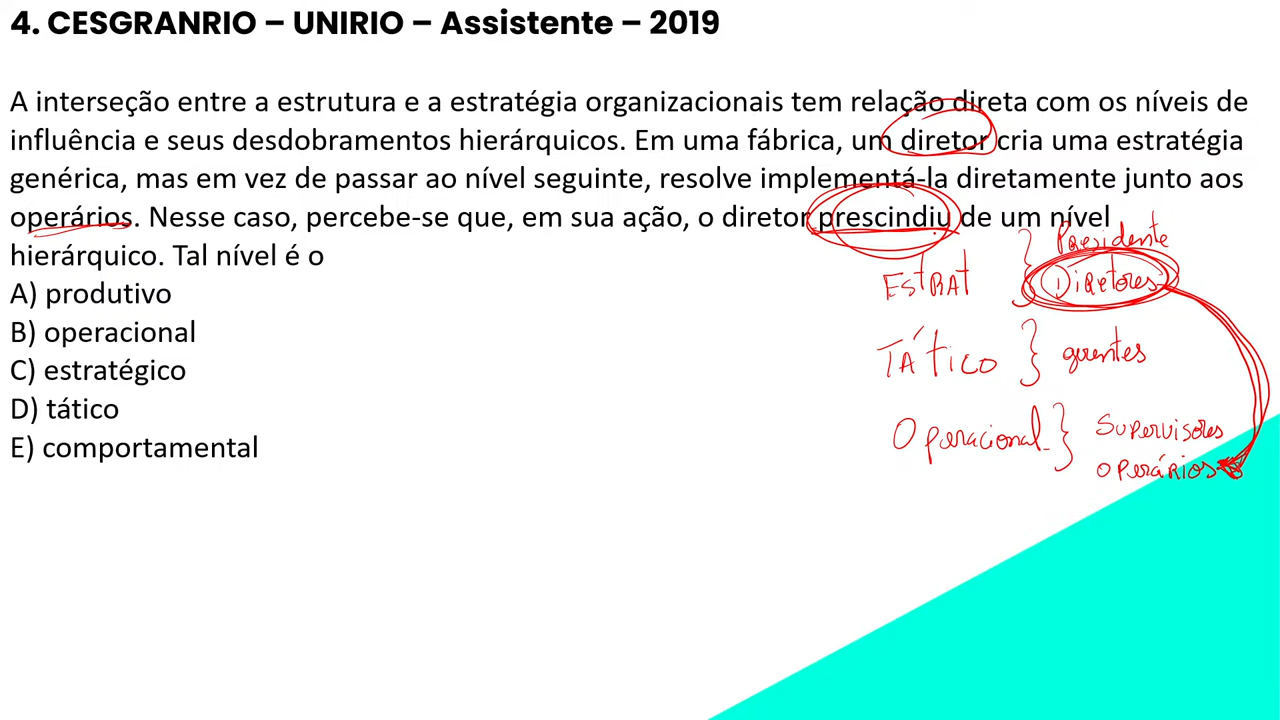 4. CESGRANRIO – UNIRIO – Assistente – 2019
A interseção entre a estrutura e a estratégia organizacionais tem relação direta com os níveis de
influência e seus desdobramentos hierárquicos. Em uma fábrica, um diretor cria uma estratégia
genérica, mas em vez de passar ao nível seguinte, resolve implementá-la diretamente junto aos
operários. Nesse caso, percebe-se que, em sua ação, o diretor prescindiu de um nível
hierárquico. Tal nível é o
A) produtivo
B) operacional
C) estratégico
D) tático
E) comportamental
Presidente
ESTRAT } Diretores
TÁTICO } gerentes
Operacional } Supervisores
operários